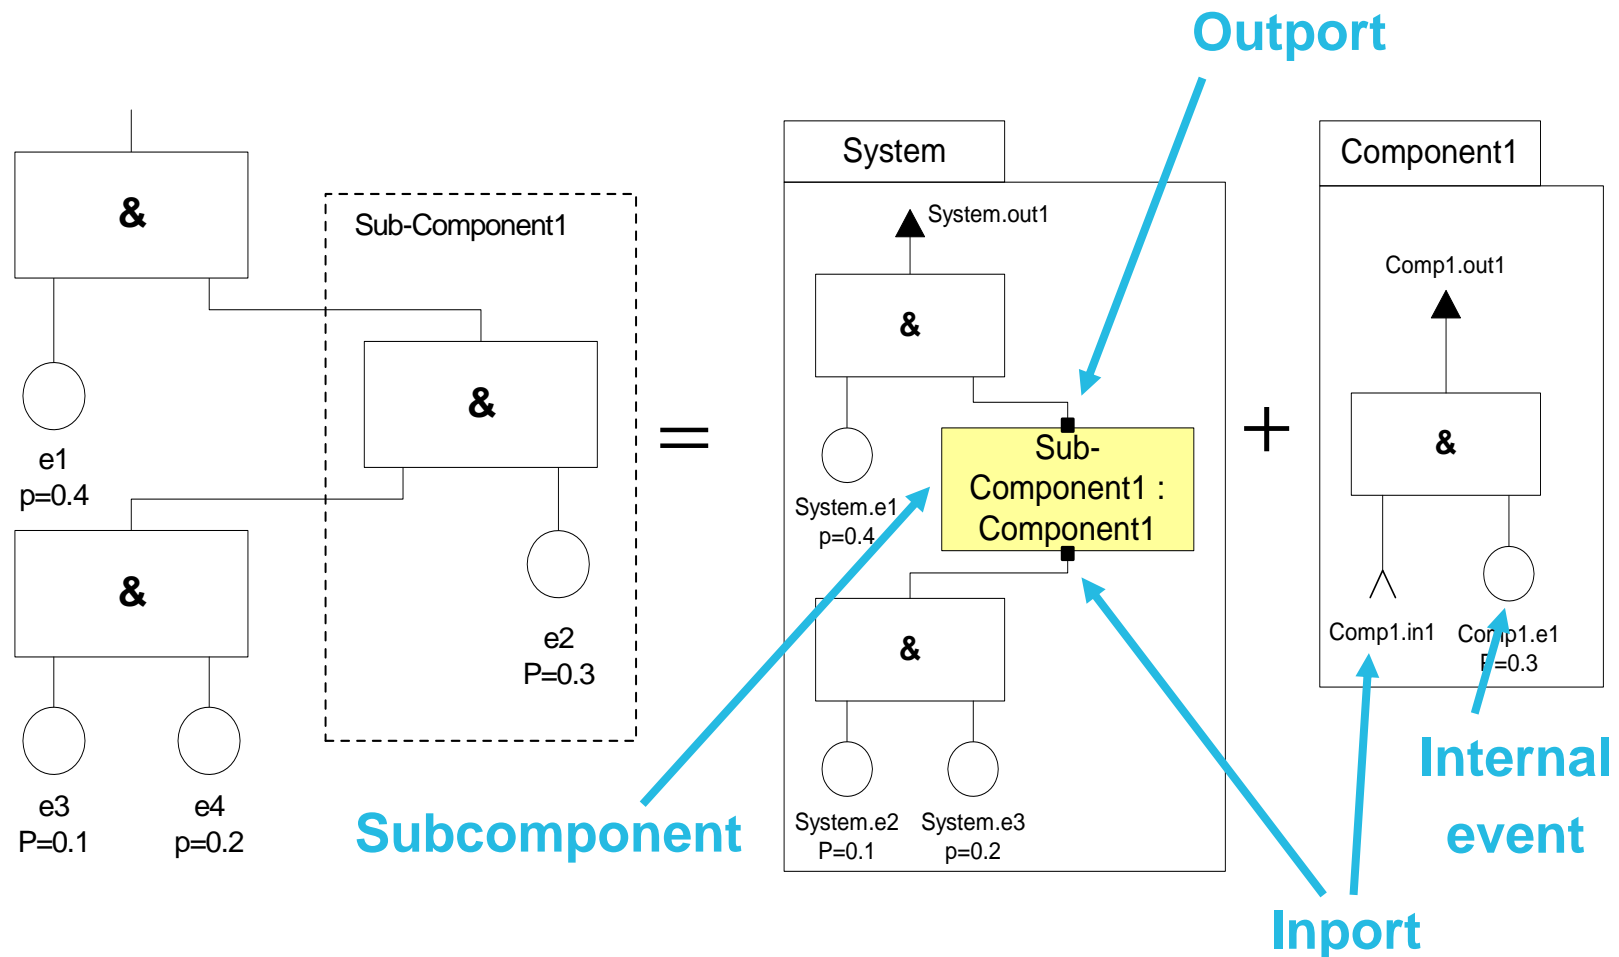 Outport
&
Sub-Component1
&
e1
p=0.4
&
e2
P=0.3
e3
P=0.1
e4
p=0.2
=
System
System.out1
&
System.e1
p=0.4
Sub-
Component1 :
Component1
&
System.e2
P=0.1
System.e3
p=0.2
+
Component1
Comp1.out1
&
Comp1.in1
Comp1.e1
P=0.3
Subcomponent
Internal
event
Inport